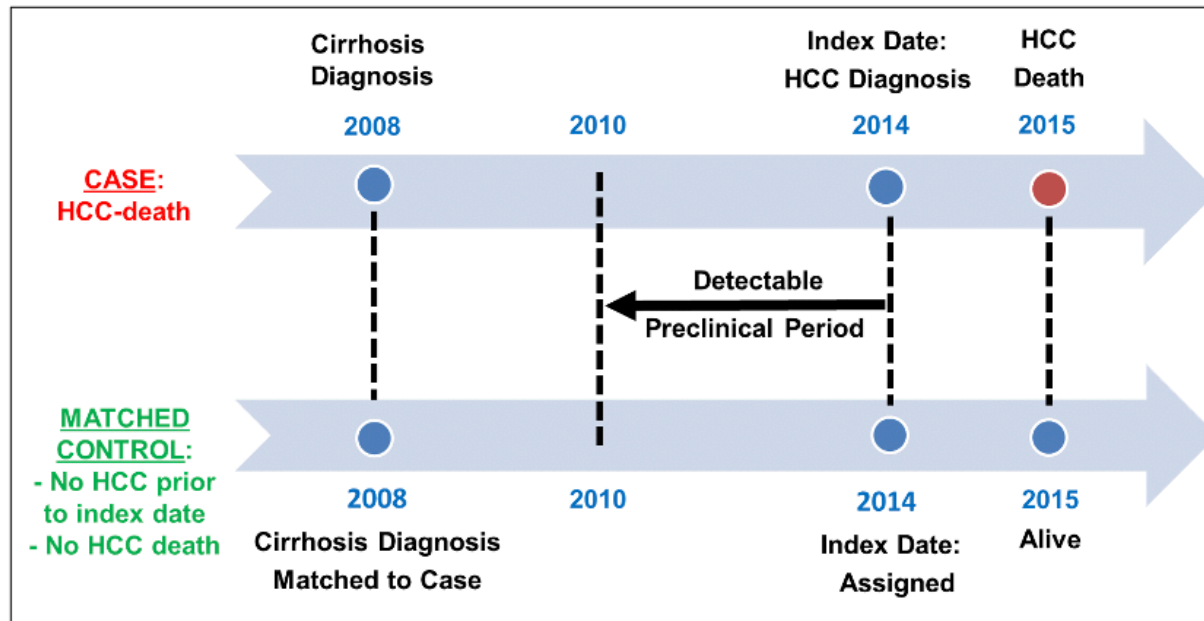 Cirrhosis
Diagnosis
Index Date:
HCC Diagnosis
HCC
Death
2008
2010
2014
2015
CASE:
HCC-death
Detectable
Preclinical Period
MATCHED
CONTROL:
- No HCC prior
to index date
- No HCC death
2008
2010
2014
2015
Cirrhosis Diagnosis
Matched to Case
Index Date:
Assigned
Alive